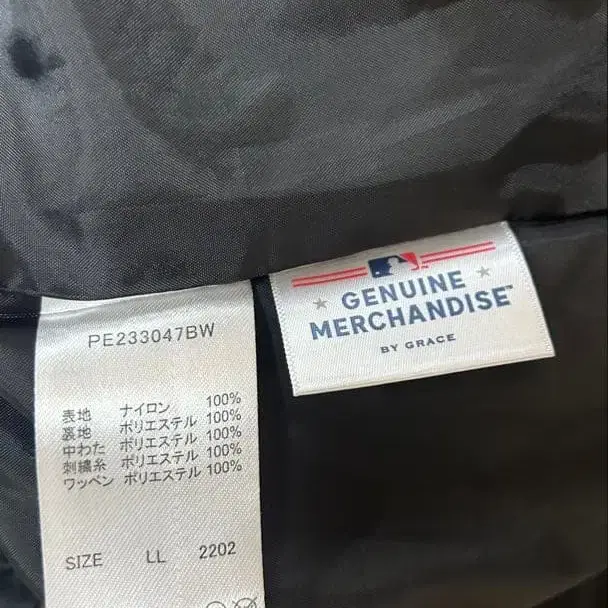 PE233047BW
表地 ナイロン 100%
裏地 ポリエステル 100%
中わた ポリエステル 100%
刺繍糸 ポリエステル 100%
ワッペン ポリエステル 100%
SIZE LL 2202
GENUINE
MERCHANDISE™
BY GRACE